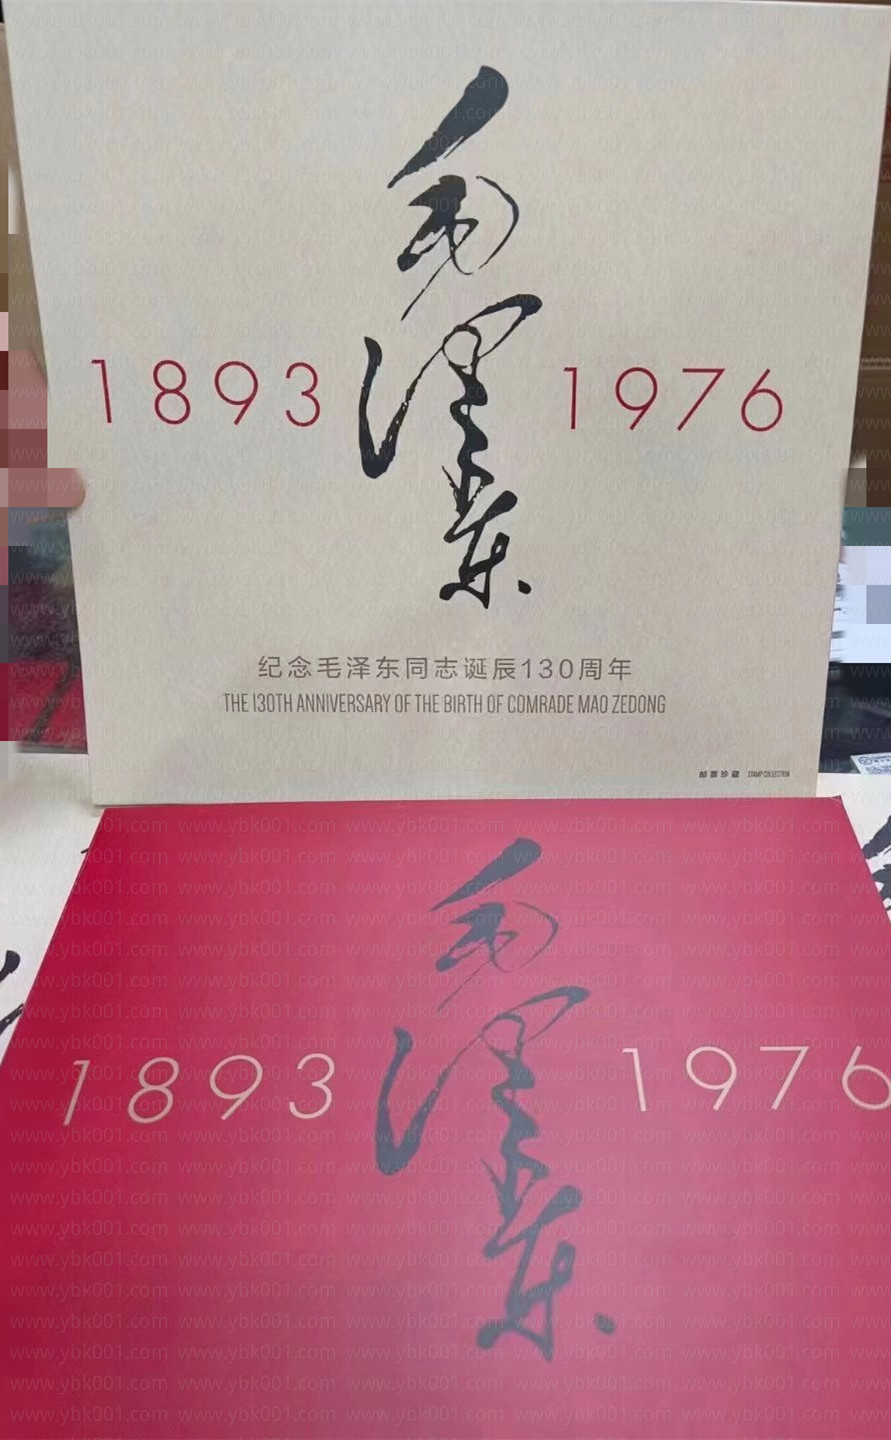 毛泽东
1893 1976
纪念毛泽东同志诞辰130周年
THE 130TH ANNIVERSARY OF THE BIRTH OF COMRADE MAO ZEDONG
邮票珍藏 STAMP COLLECTION
毛泽东
1893 1976
www.ybk001.com